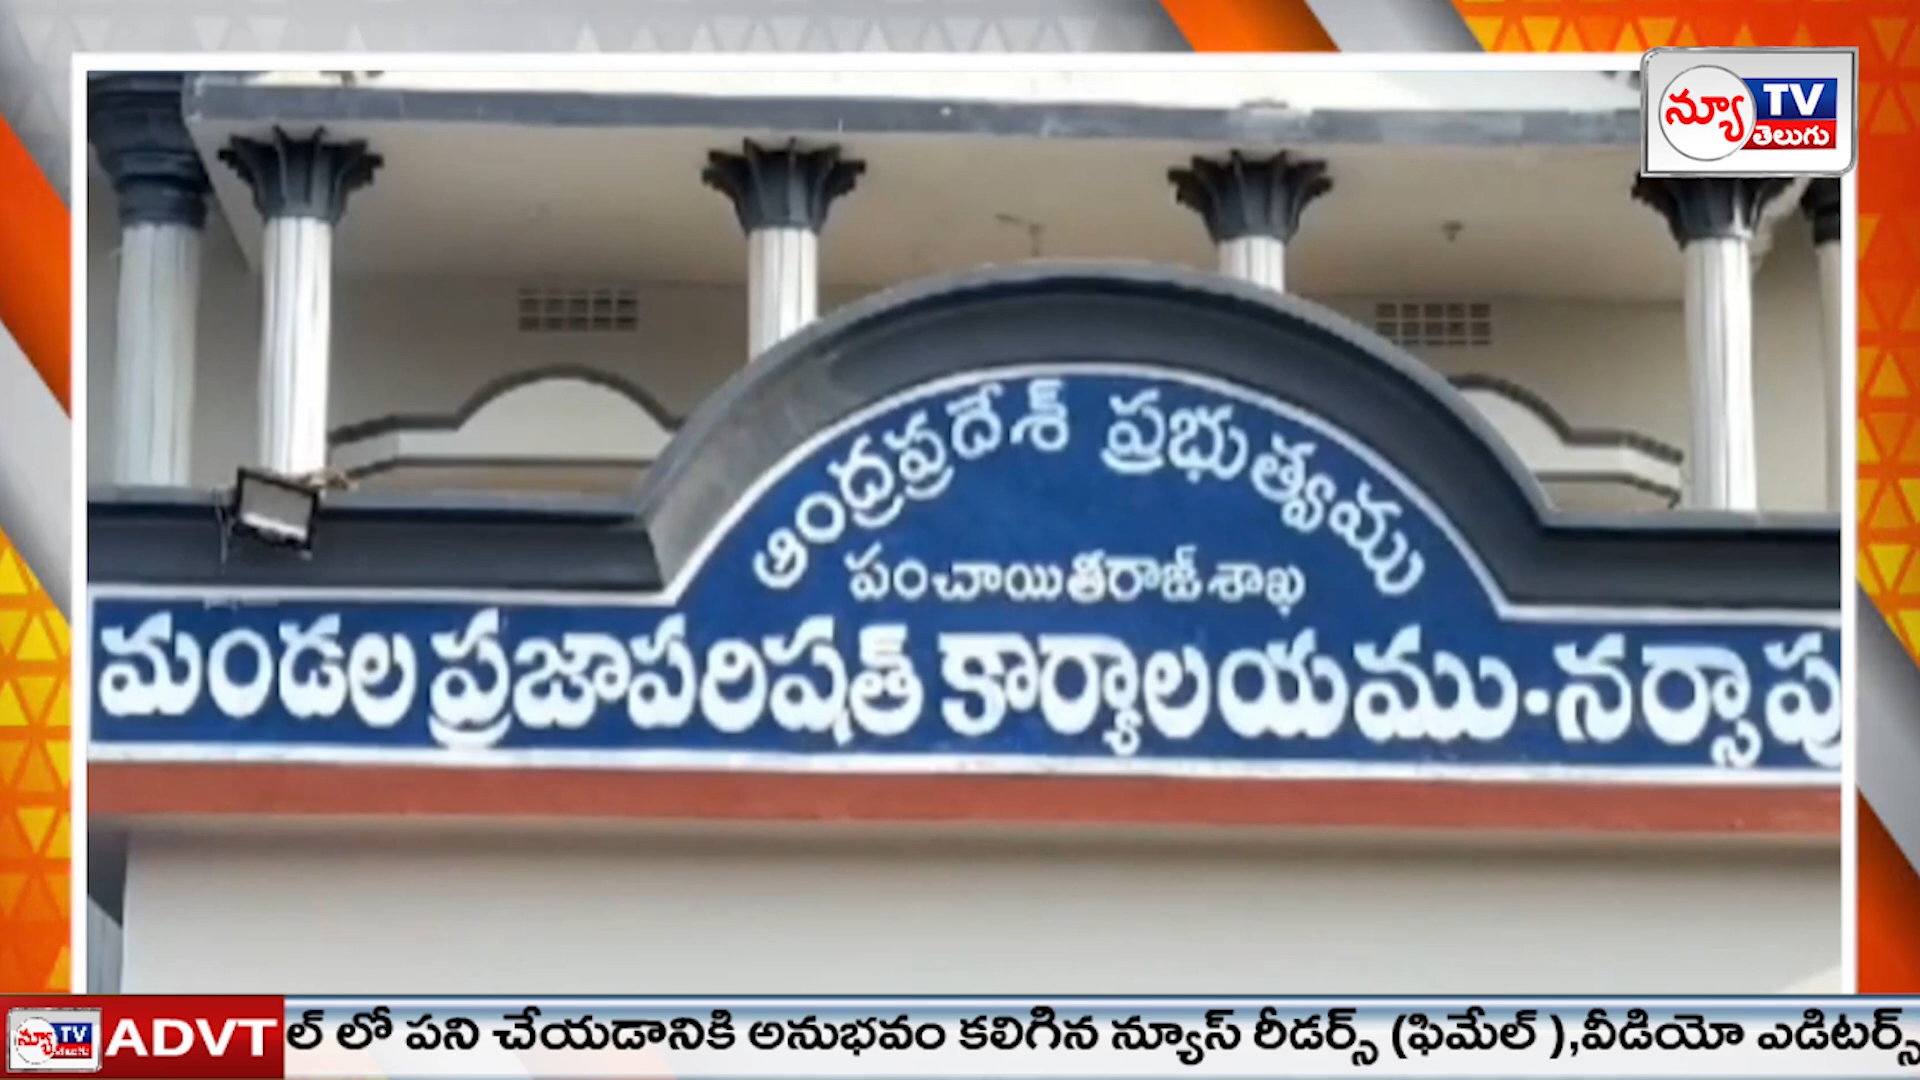 న్యూ TV తెలుగు
ఆంధ్రప్రదేశ్ ప్రభుత్వము
పంచాయితీరాజ్ శాఖ
మండల ప్రజాపరిషత్ కార్యాలయము-నర్సాపు
న్యూ TV తెలుగు ADVT ల్ లో పని చేయడానికి అనుభవం కలిగిన న్యూస్ రీడర్స్ (ఫిమేల్ ),వీడియో ఎడిటర్స్